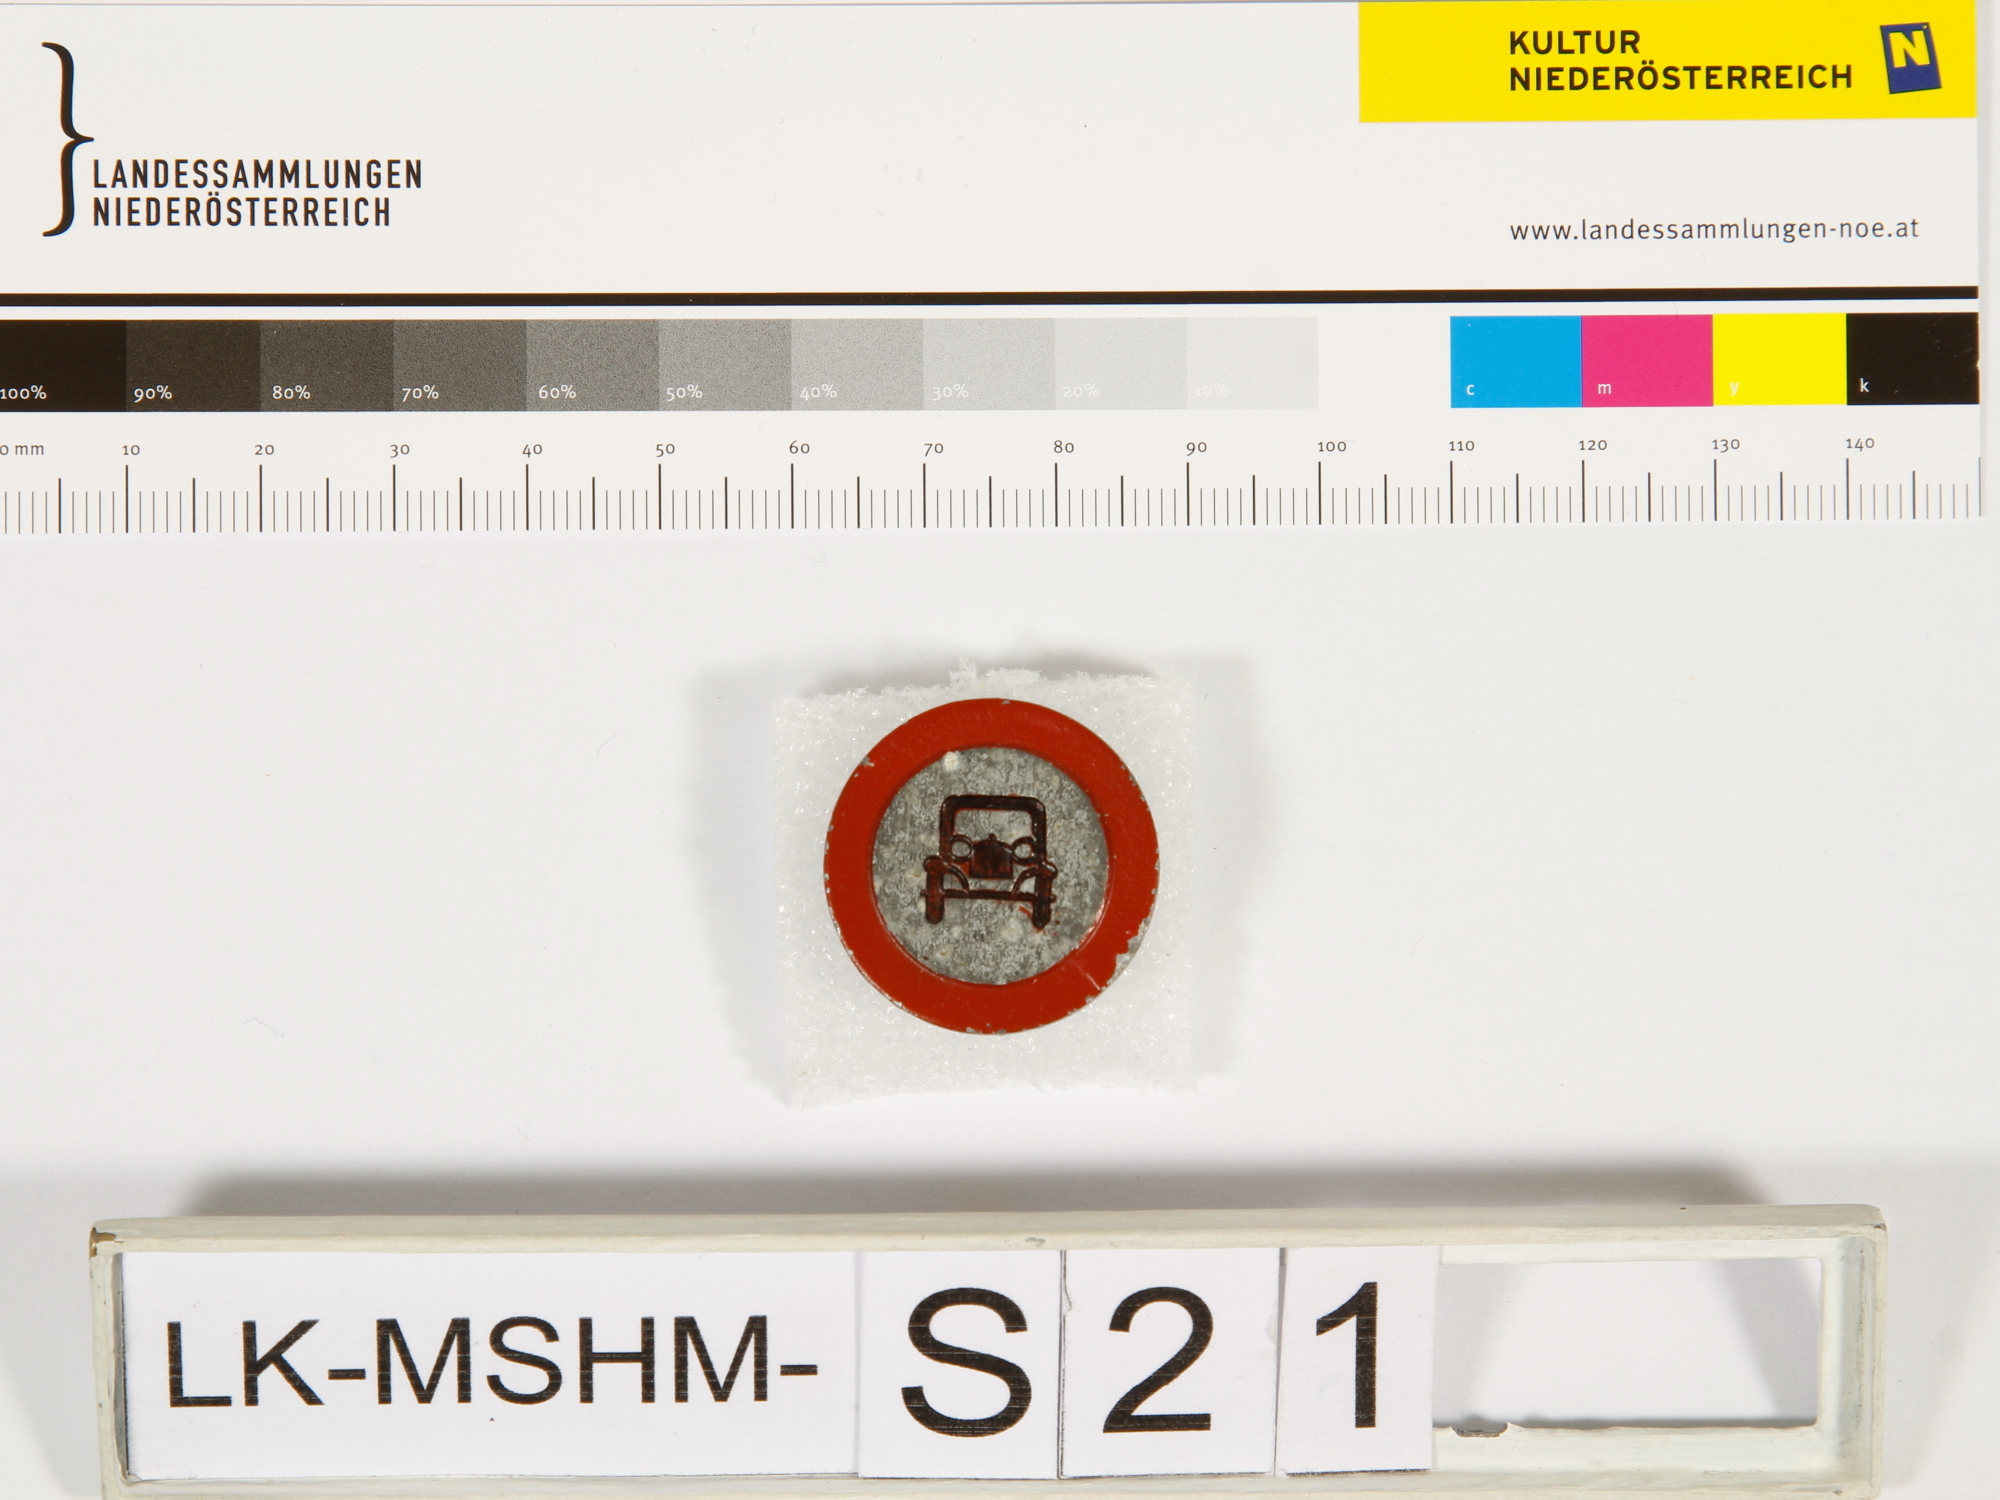 KULTUR
NIEDERÖSTERREICH
N
LANDESSAMMLUNGEN
NIEDERÖSTERREICH
www.landessammlungen-noe.at
100% 90% 80% 70% 60% 50% 40% 30% 20% 10% c m y k
0 mm 10 20 30 40 50 60 70 80 90 100 110 120 130 140
LK-MSHM-S21